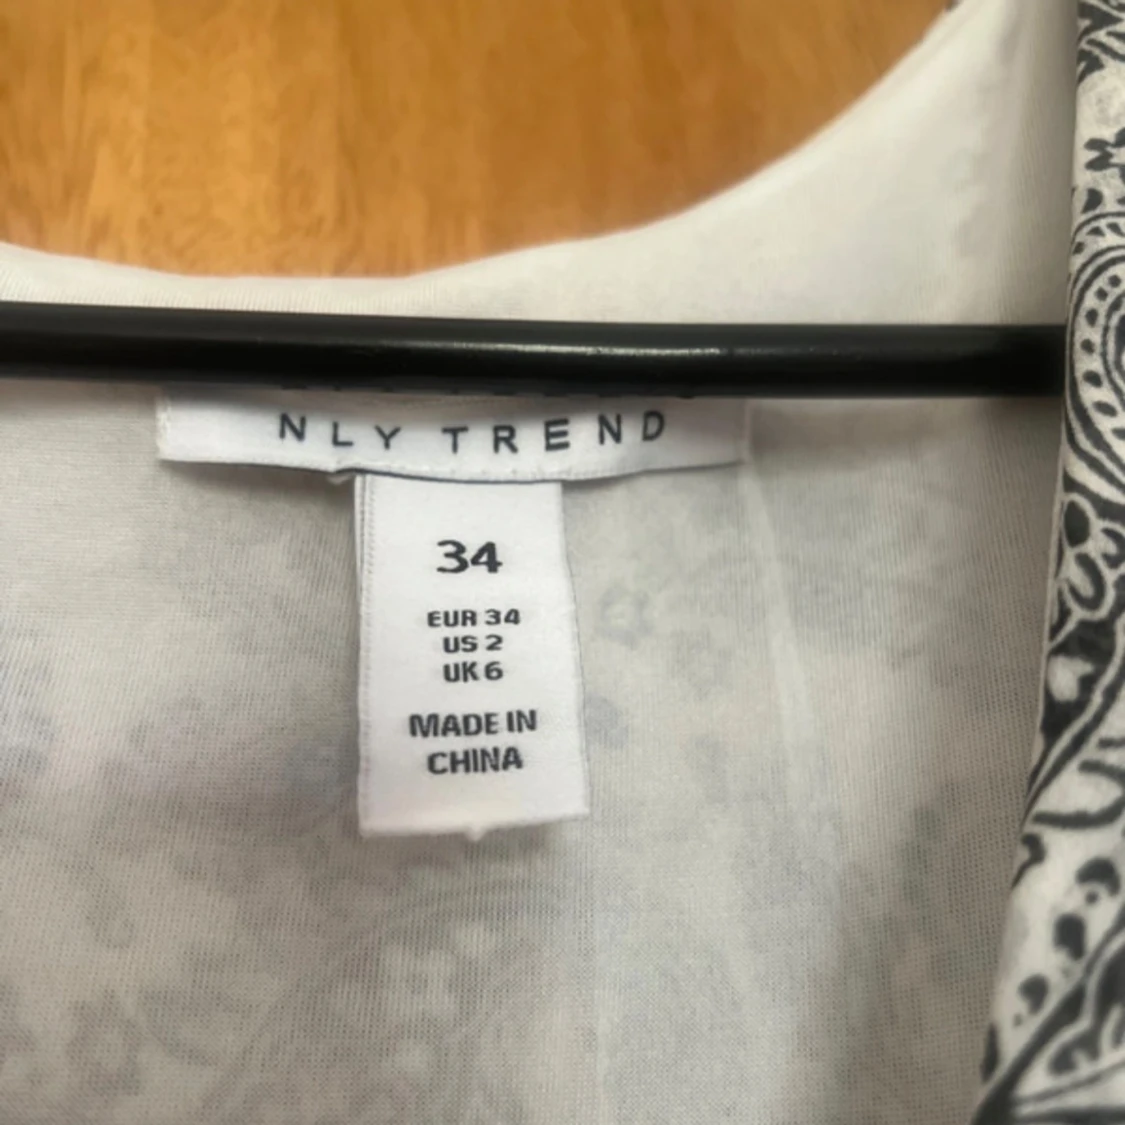 NLY TREND
34
EUR 34
US 2
UK 6
MADE IN
CHINA